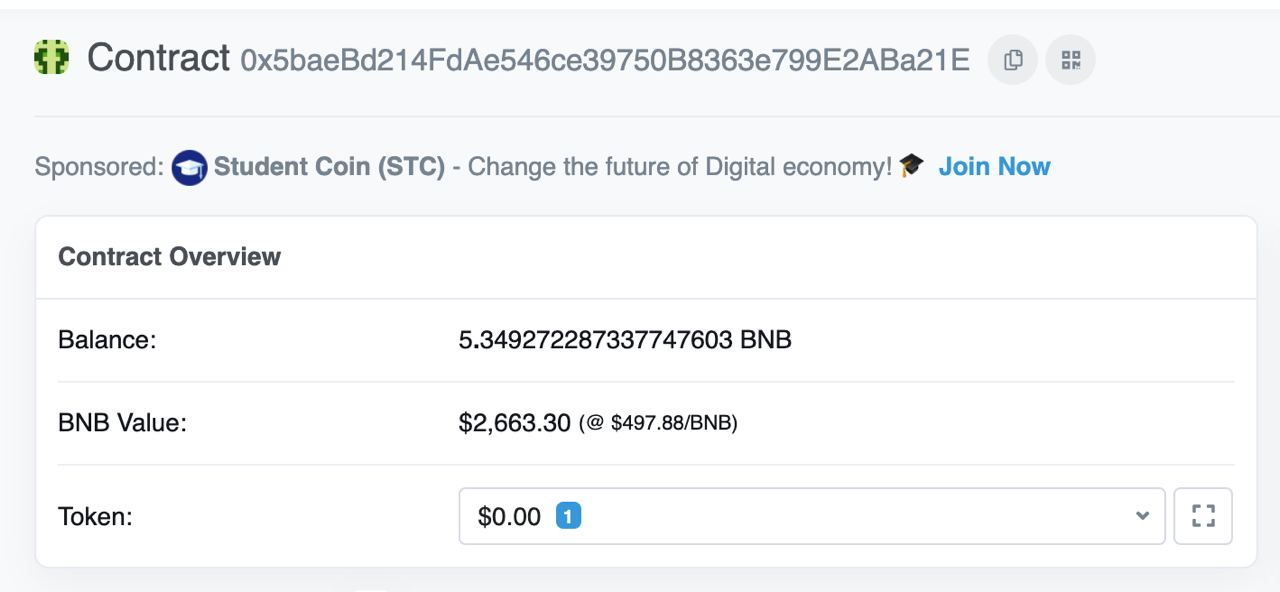 Contract 0x5baeBd214FdAe546ce39750B8363e799E2ABa21E
Sponsored: Student Coin (STC) - Change the future of Digital economy! Join Now
Contract Overview
Balance: 5.349272287337747603 BNB
BNB Value: $2,663.30 (@ $497.88/BNB)
Token: $0.00 1